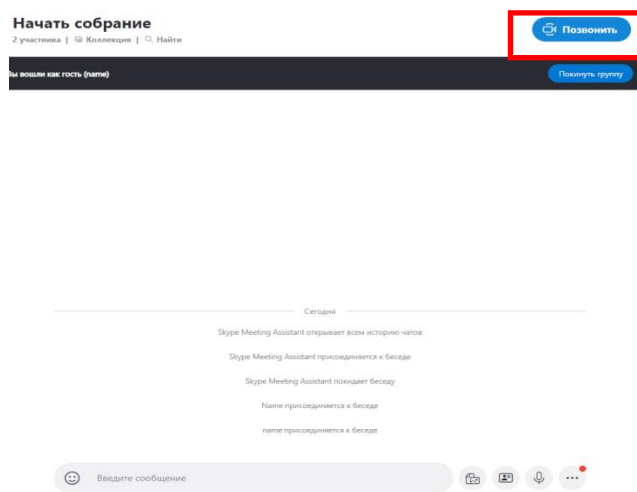 Начать собрание
2 участника | Коллекция | Найти
Позвонить
Вы вошли как гость (name)
Покинуть группу
Сегодня
Skype Meeting Assistant открывает всем историю чатов
Skype Meeting Assistant присоединяется к беседе
Skype Meeting Assistant покидает беседу
Name присоединяется к беседе
name присоединяется к беседе
Введите сообщение